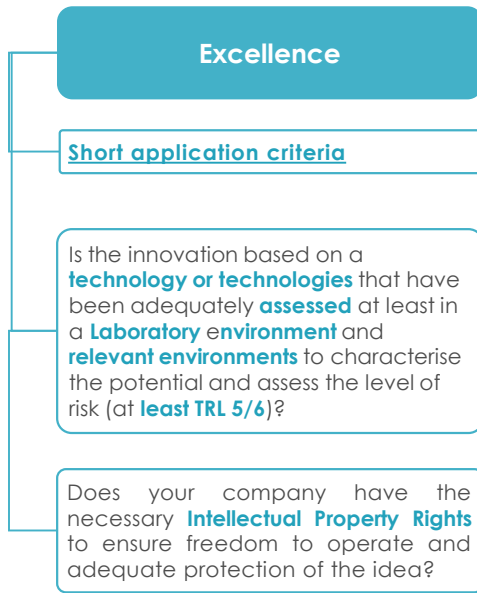 Excellence
Short application criteria
Is the innovation based on a
technology or technologies that have
been adequately assessed at least in
a Laboratory environment and
relevant environments to characterise
the potential and assess the level of
risk (at least TRL 5/6)?
Does your company have the
necessary Intellectual Property Rights
to ensure freedom to operate and
adequate protection of the idea?